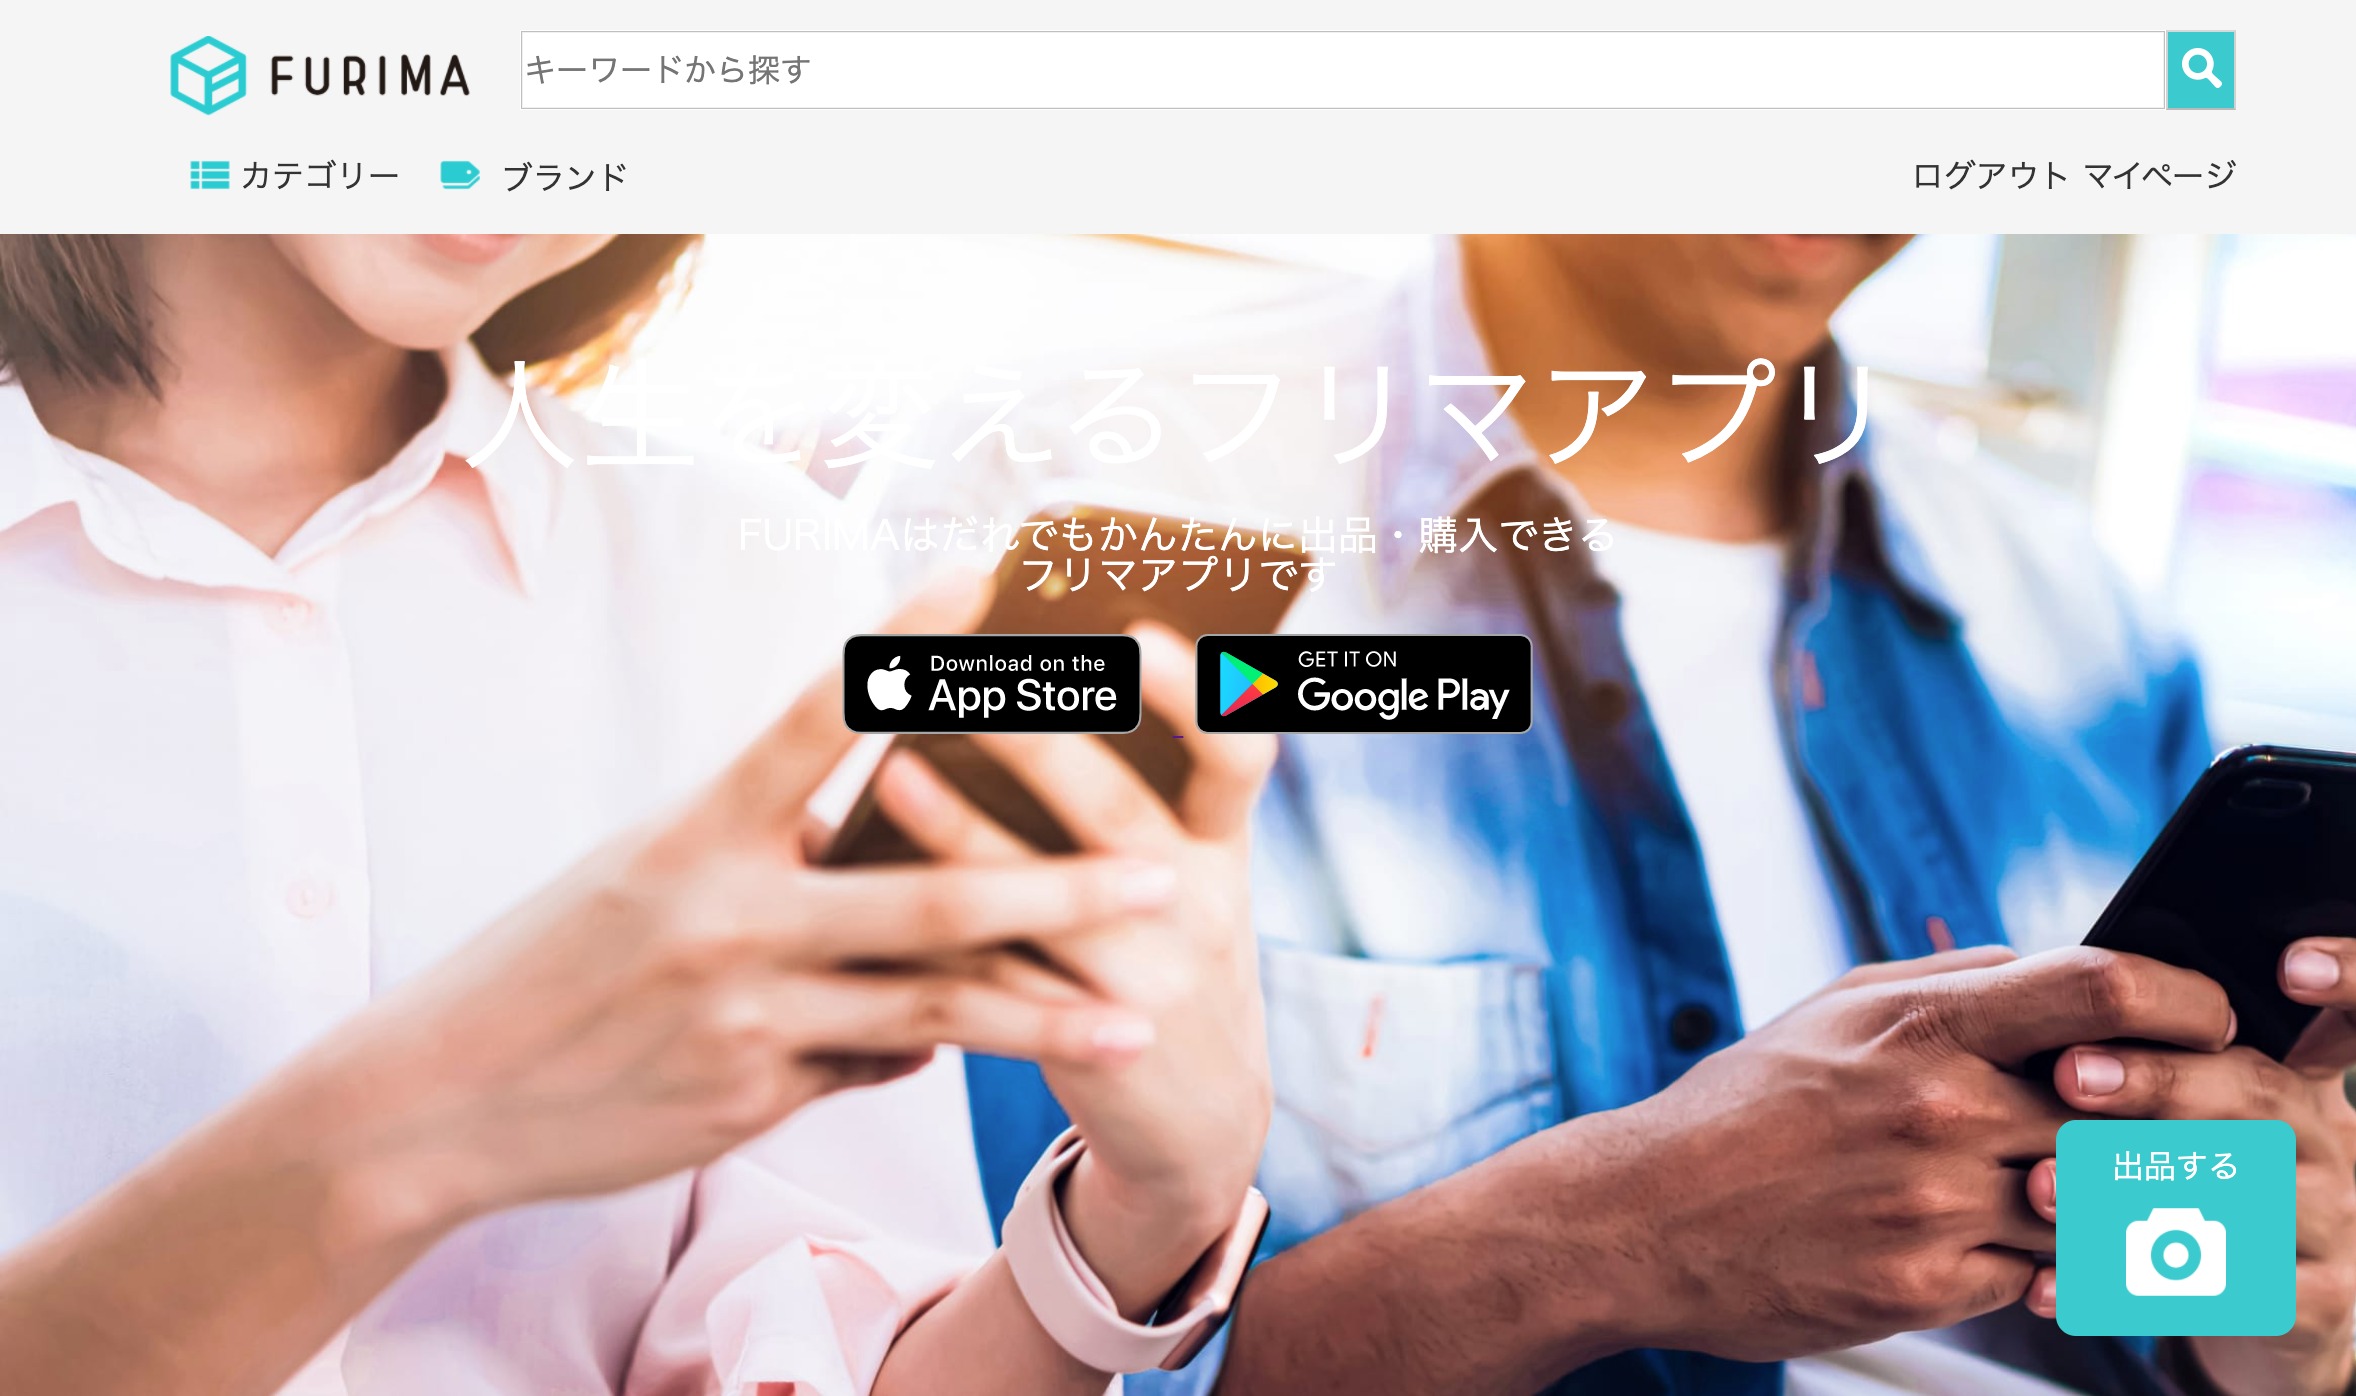 FURIMA
キーワードから探す
カテゴリー ブランド
ログアウト マイページ
人生を変えるフリマアプリ
FURIMAはだれでもかんたんに出品・購入できる
フリマアプリです
Download on the
App Store
GET IT ON
Google Play
出品する